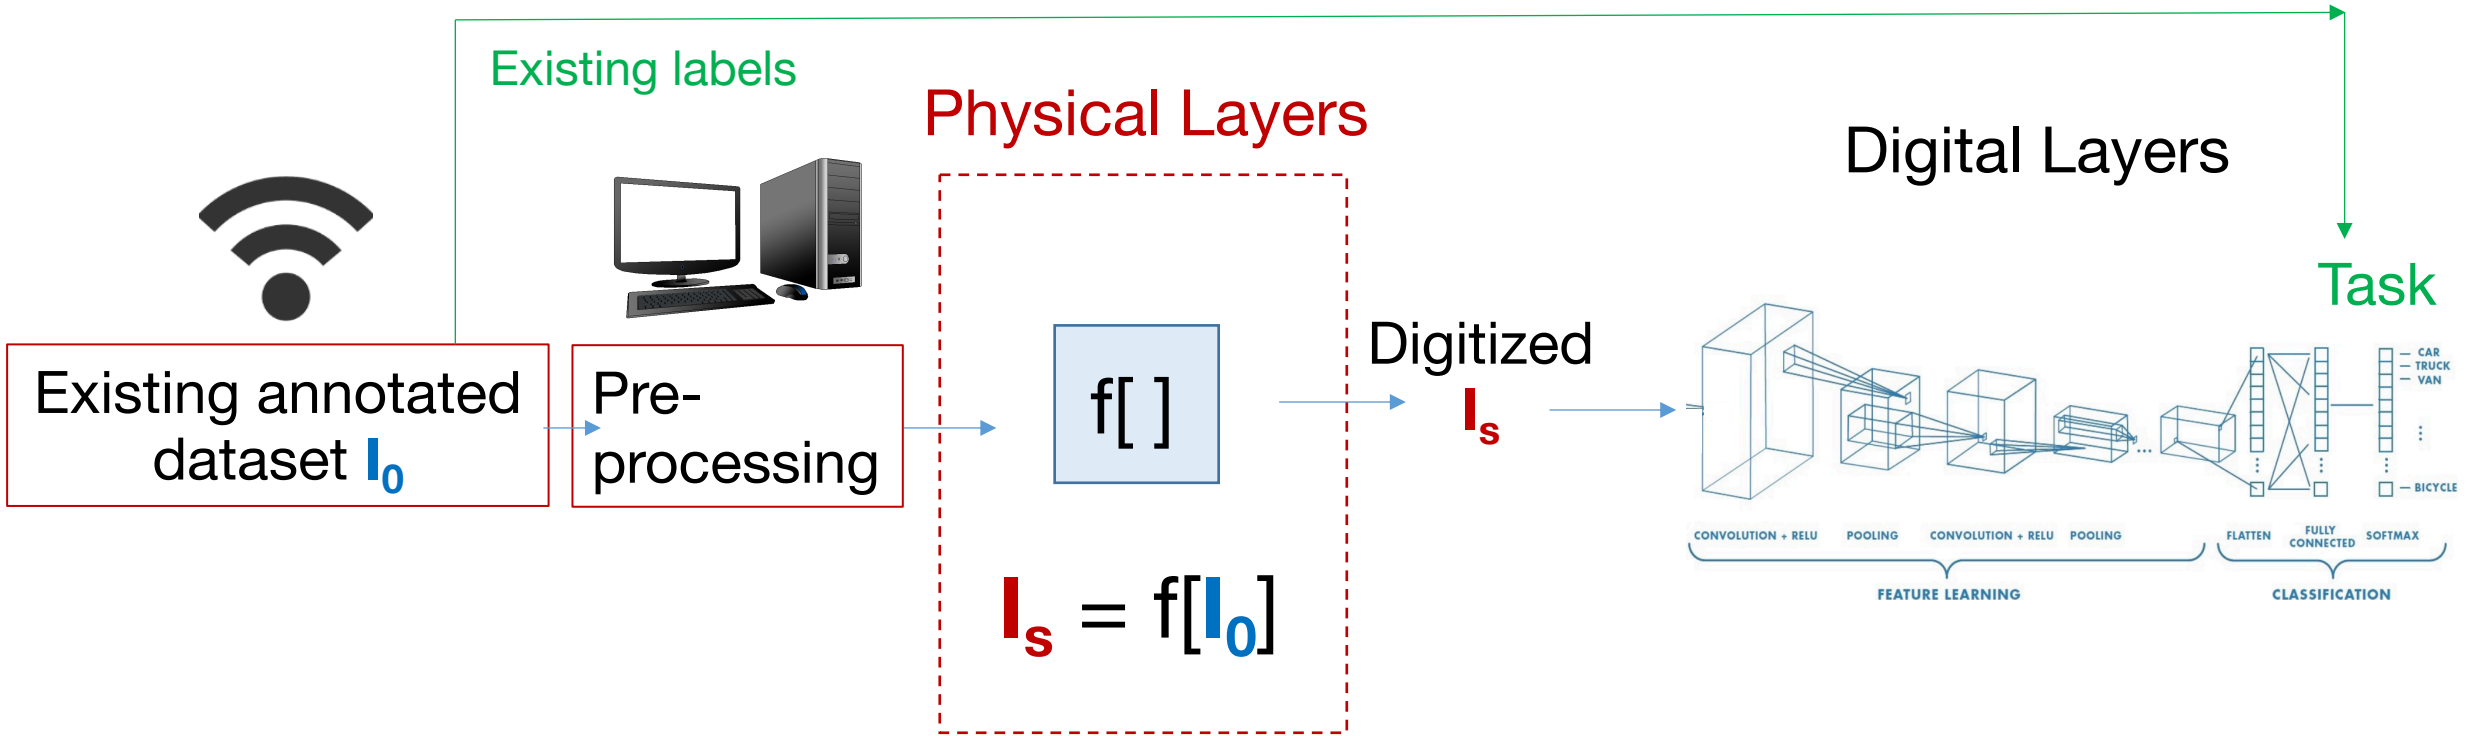 Existing labels
Physical Layers
Digital Layers
Task
Existing annotated
dataset I0
Pre-
processing
f[ ]
Is = f[I0]
Digitized
Is
CAR
TRUCK
VAN
BICYCLE
CONVOLUTION + RELU
POOLING
CONVOLUTION + RELU
POOLING
FLATTEN
FULLY
CONNECTED
SOFTMAX
FEATURE LEARNING
CLASSIFICATION